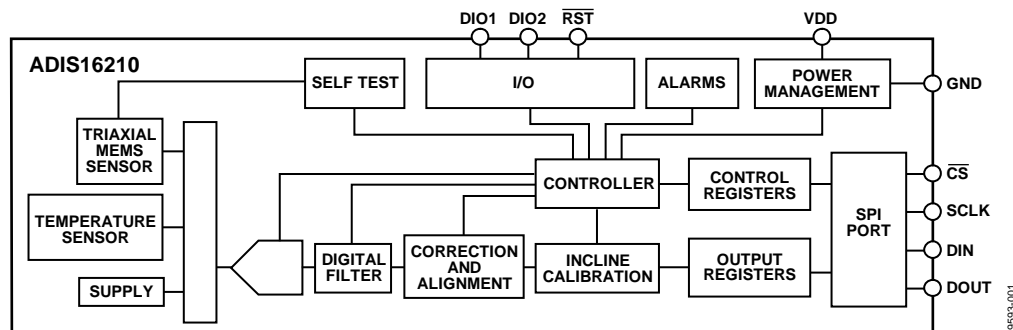 DIO1 DIO2 RST VDD
ADIS16210
SELF TEST
I/O
ALARMS
POWER
MANAGEMENT
GND
TRIAXIAL
MEMS
SENSOR
CONTROLLER
CONTROL
REGISTERS
CS
SCLK
DIN
DOUT
SPI
PORT
TEMPERATURE
SENSOR
DIGITAL
FILTER
CORRECTION
AND
ALIGNMENT
INCLINE
CALIBRATION
OUTPUT
REGISTERS
SUPPLY